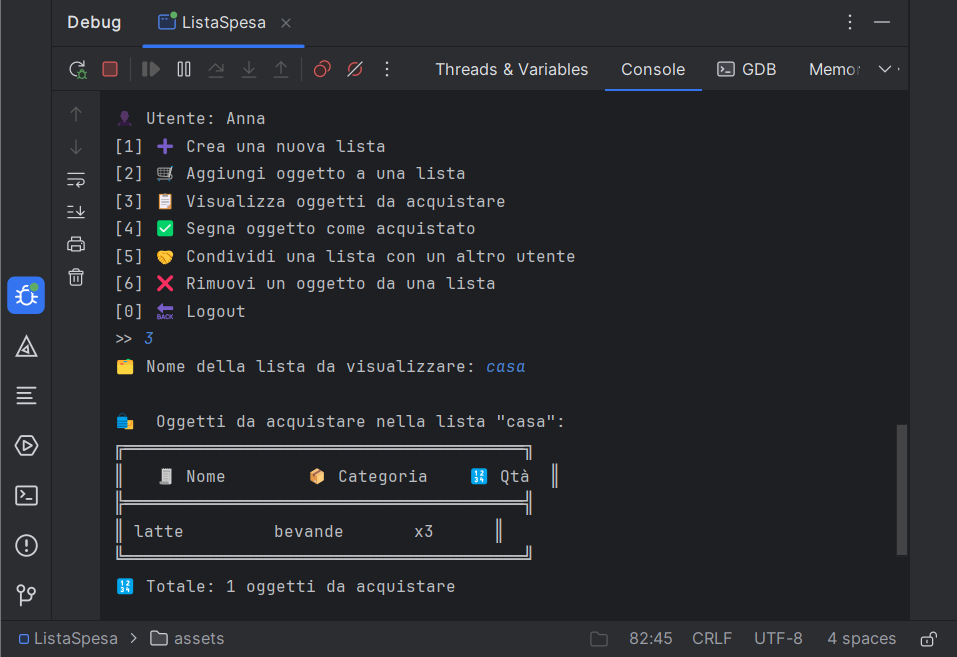 Debug ListaSpesa
Threads & Variables Console GDB Memor
👤 Utente: Anna
[1] ➕ Crea una nuova lista
[2] 🛒 Aggiungi oggetto a una lista
[3] 📋 Visualizza oggetti da acquistare
[4] ✅ Segna oggetto come acquistato
[5] 🤝 Condividi una lista con un altro utente
[6] ❌ Rimuovi un oggetto da una lista
[0] 🔙 Logout
>> 3
🗂️ Nome della lista da visualizzare: casa
🛍️ Oggetti da acquistare nella lista "casa":
🧾 Nome 📦 Categoria 🔢 Qtà
latte bevande x3
🔢 Totale: 1 oggetti da acquistare
ListaSpesa > assets 82:45 CRLF UTF-8 4 spaces